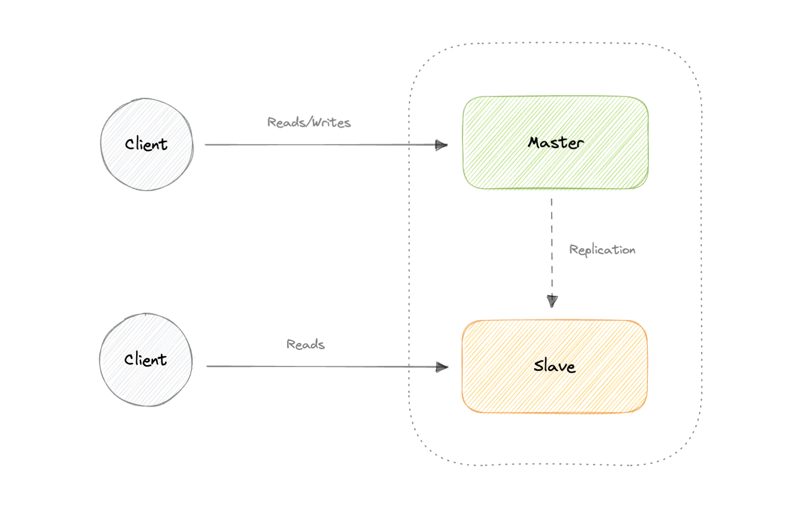 Client
Reads/Writes
Master
Replication
Client
Reads
Slave